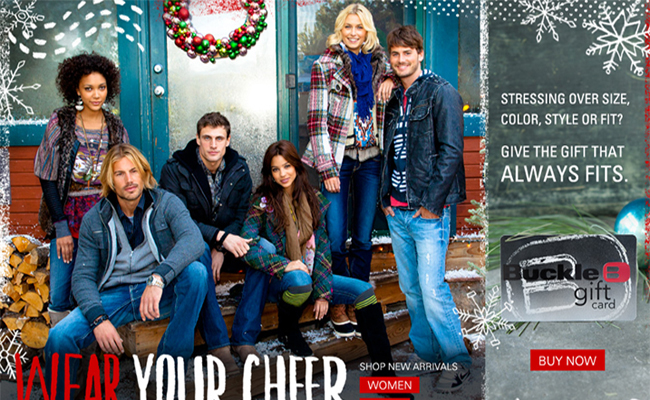 STRESSING OVER SIZE,
COLOR, STYLE OR FIT?
GIVE THE GIFT THAT
ALWAYS FITS.
Buckle B
B
gift
card
BUY NOW
WEAR YOUR CHEER
SHOP NEW ARRIVALS
WOMEN